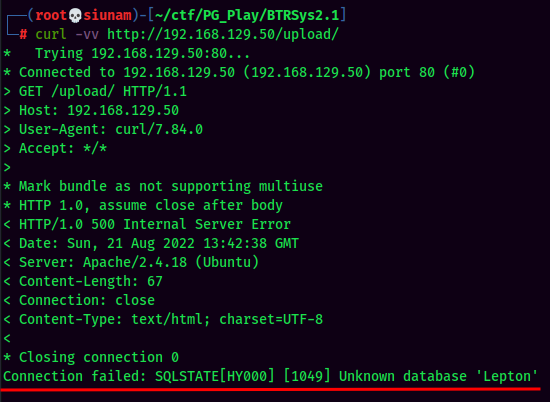 (root💀siunam)-[~/ctf/PG_Play/BTRSys2.1]
# curl -vv http://192.168.129.50/upload/
*   Trying 192.168.129.50:80...
* Connected to 192.168.129.50 (192.168.129.50) port 80 (#0)
> GET /upload/ HTTP/1.1
> Host: 192.168.129.50
> User-Agent: curl/7.84.0
> Accept: */*
>
* Mark bundle as not supporting multiuse
* HTTP 1.0, assume close after body
< HTTP/1.0 500 Internal Server Error
< Date: Sun, 21 Aug 2022 13:42:38 GMT
< Server: Apache/2.4.18 (Ubuntu)
< Content-Length: 67
< Connection: close
< Content-Type: text/html; charset=UTF-8
<
* Closing connection 0
Connection failed: SQLSTATE[HY000] [1049] Unknown database 'Lepton'